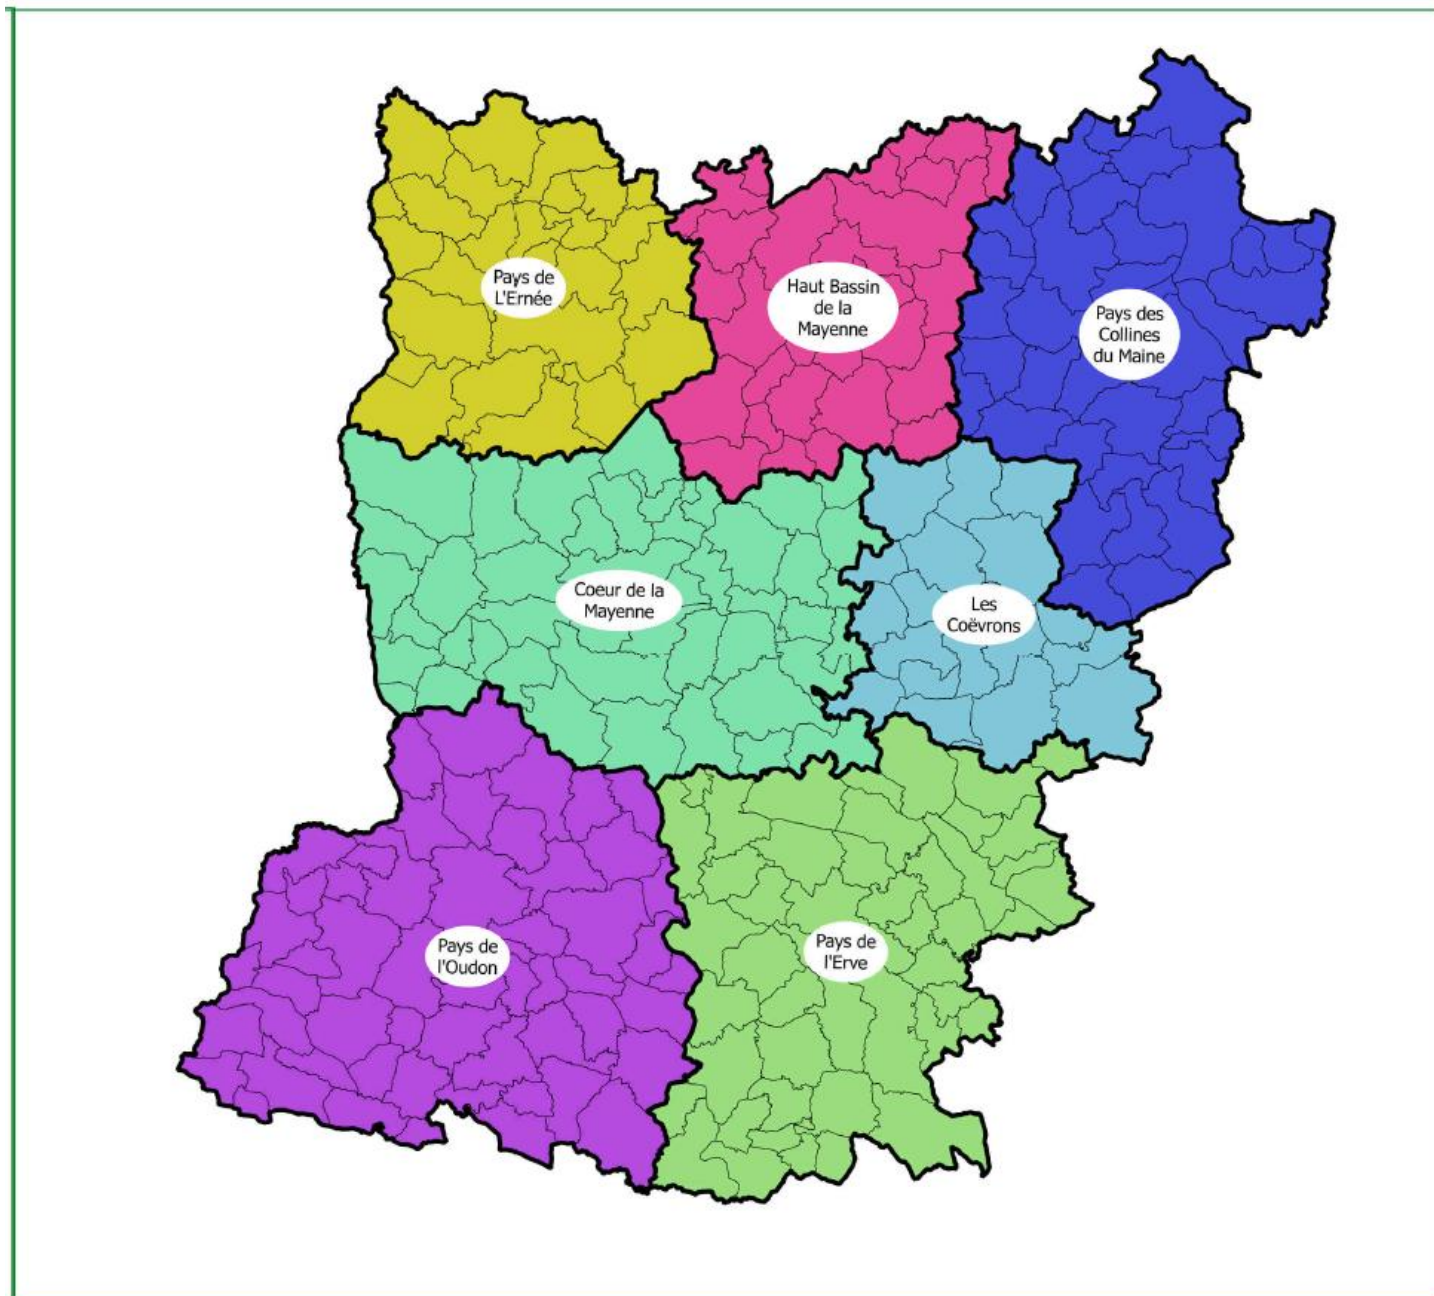 Pays de
L'Ernée
Haut Bassin
de la
Mayenne
Pays des
Collines
du Maine
Coeur de la
Mayenne
Les
Coëvrons
Pays de
l'Oudon
Pays de
l'Erve